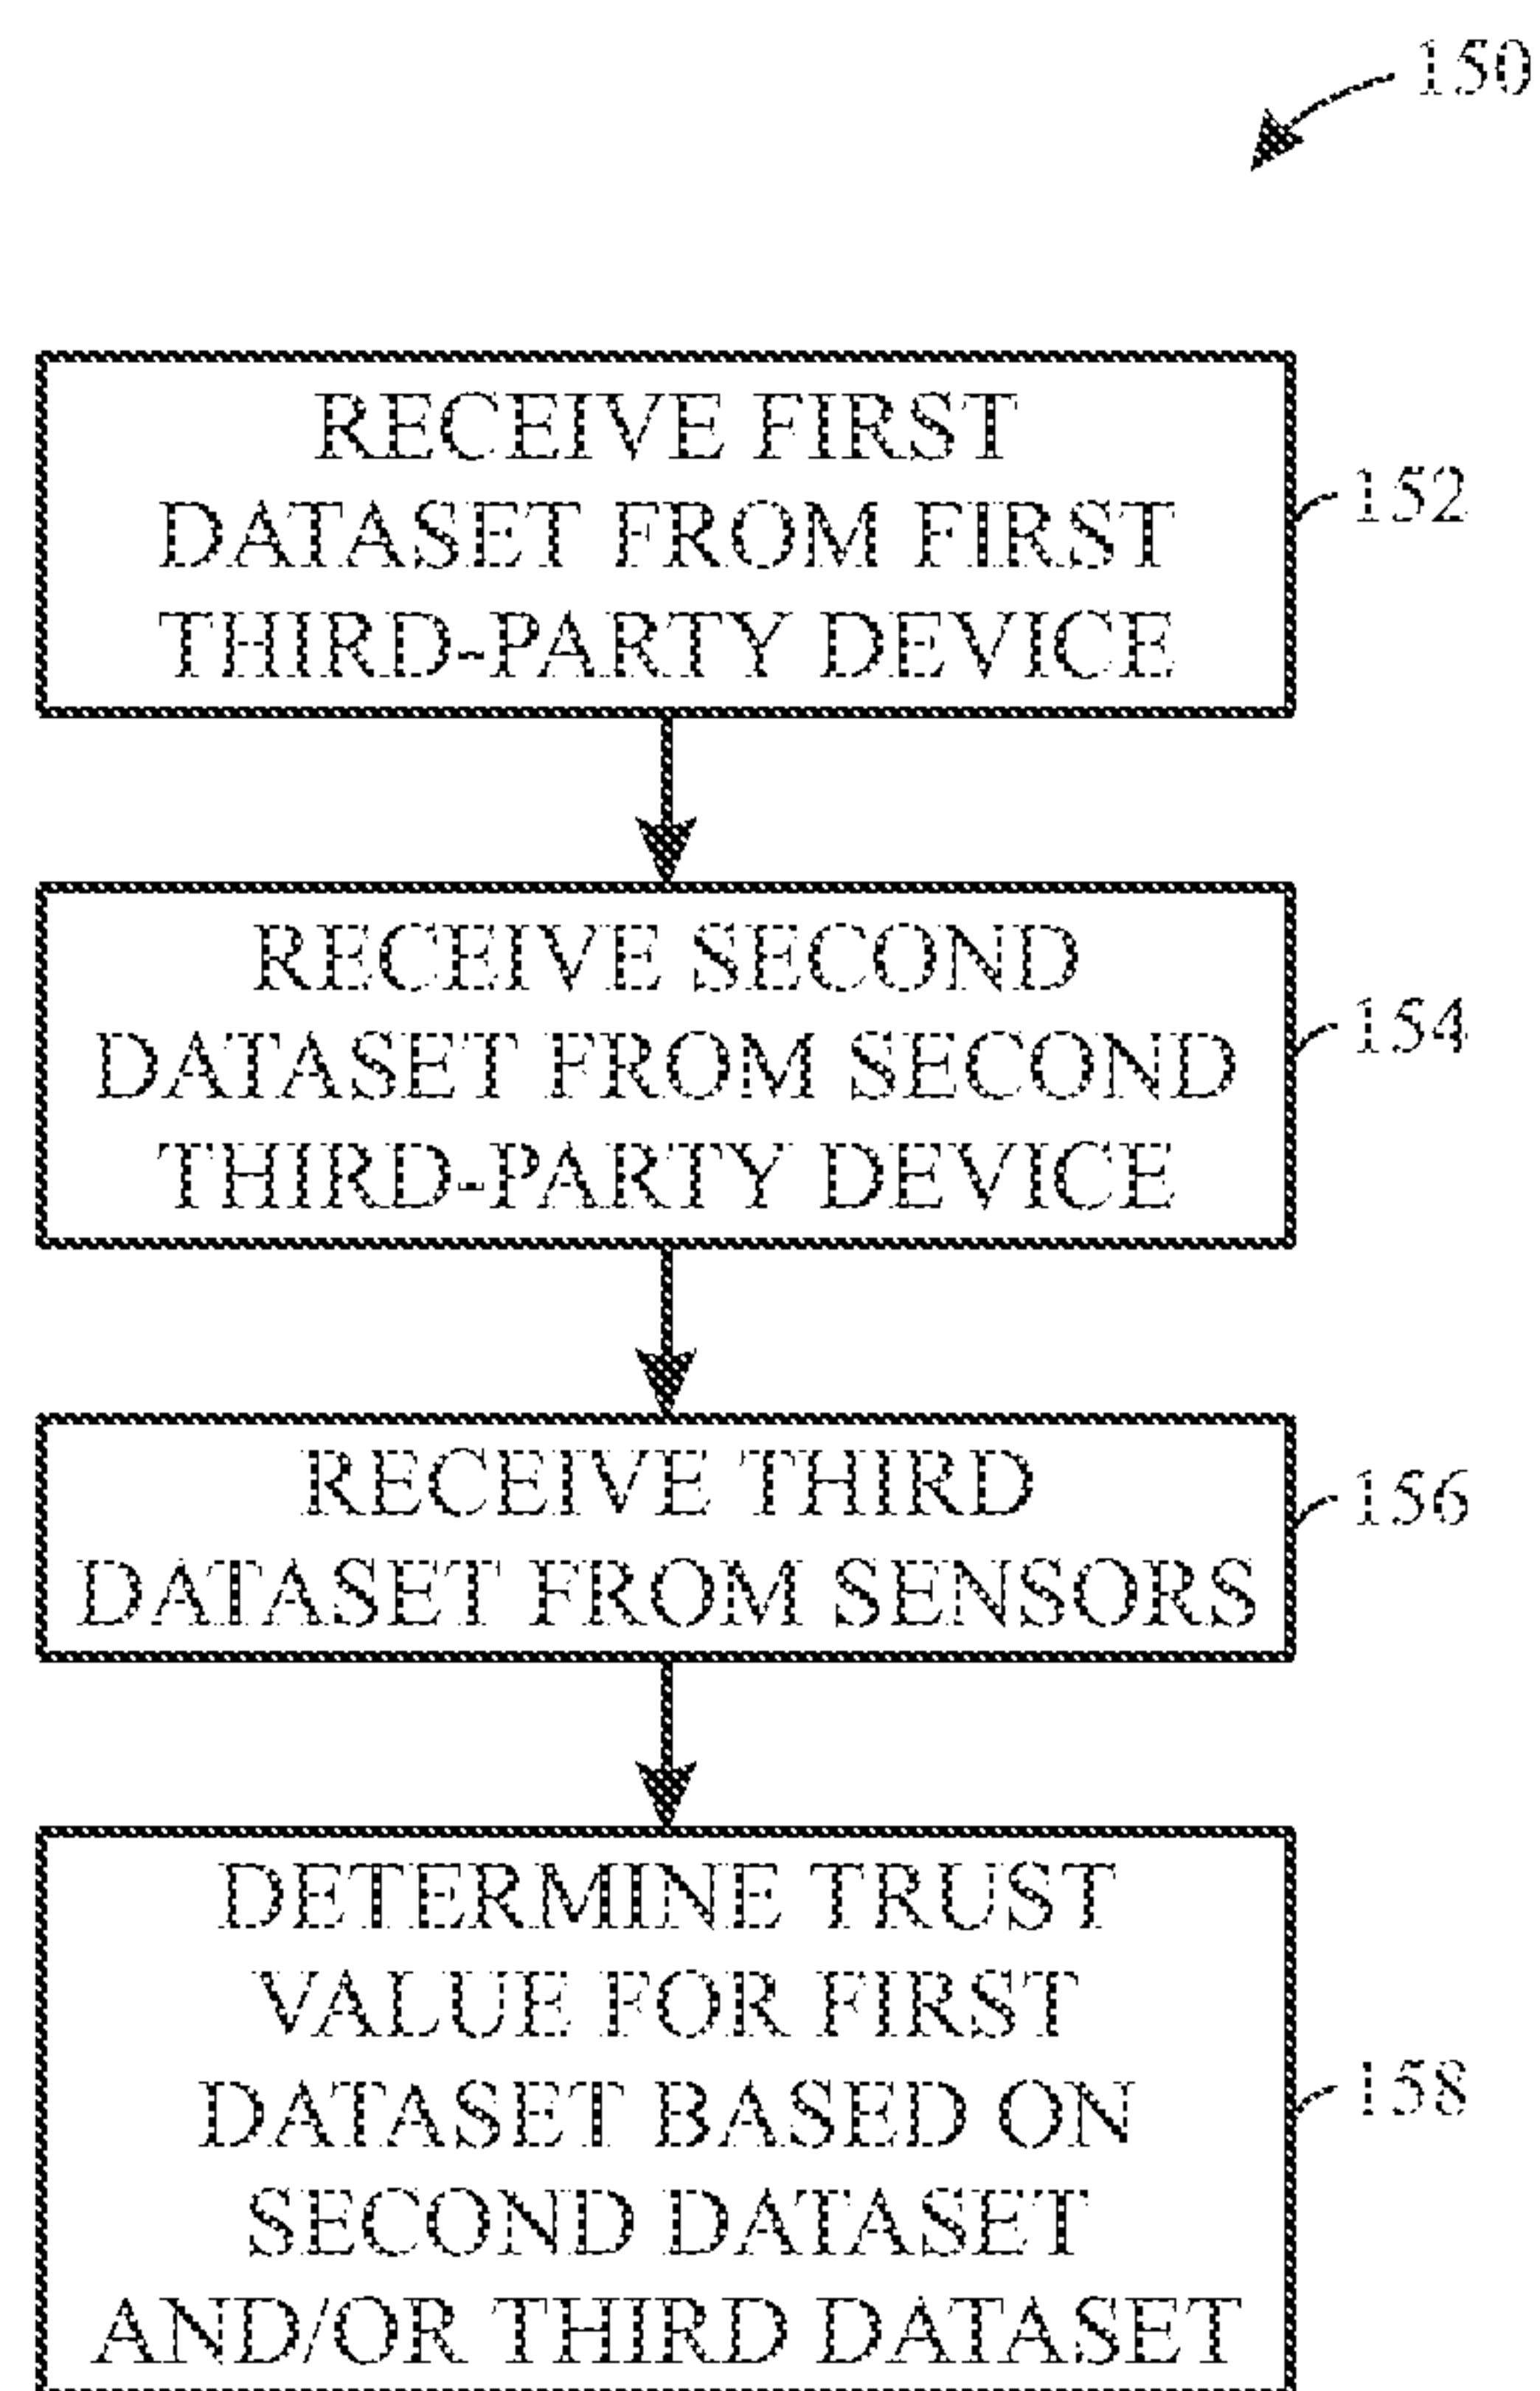 150
RECEIVE FIRST
DATASET FROM FIRST
THIRD-PARTY DEVICE
152
RECEIVE SECOND
DATASET FROM SECOND
THIRD-PARTY DEVICE
154
RECEIVE THIRD
DATASET FROM SENSORS
156
DETERMINE TRUST
VALUE FOR FIRST
DATASET BASED ON
SECOND DATASET
AND/OR THIRD DATASET
158